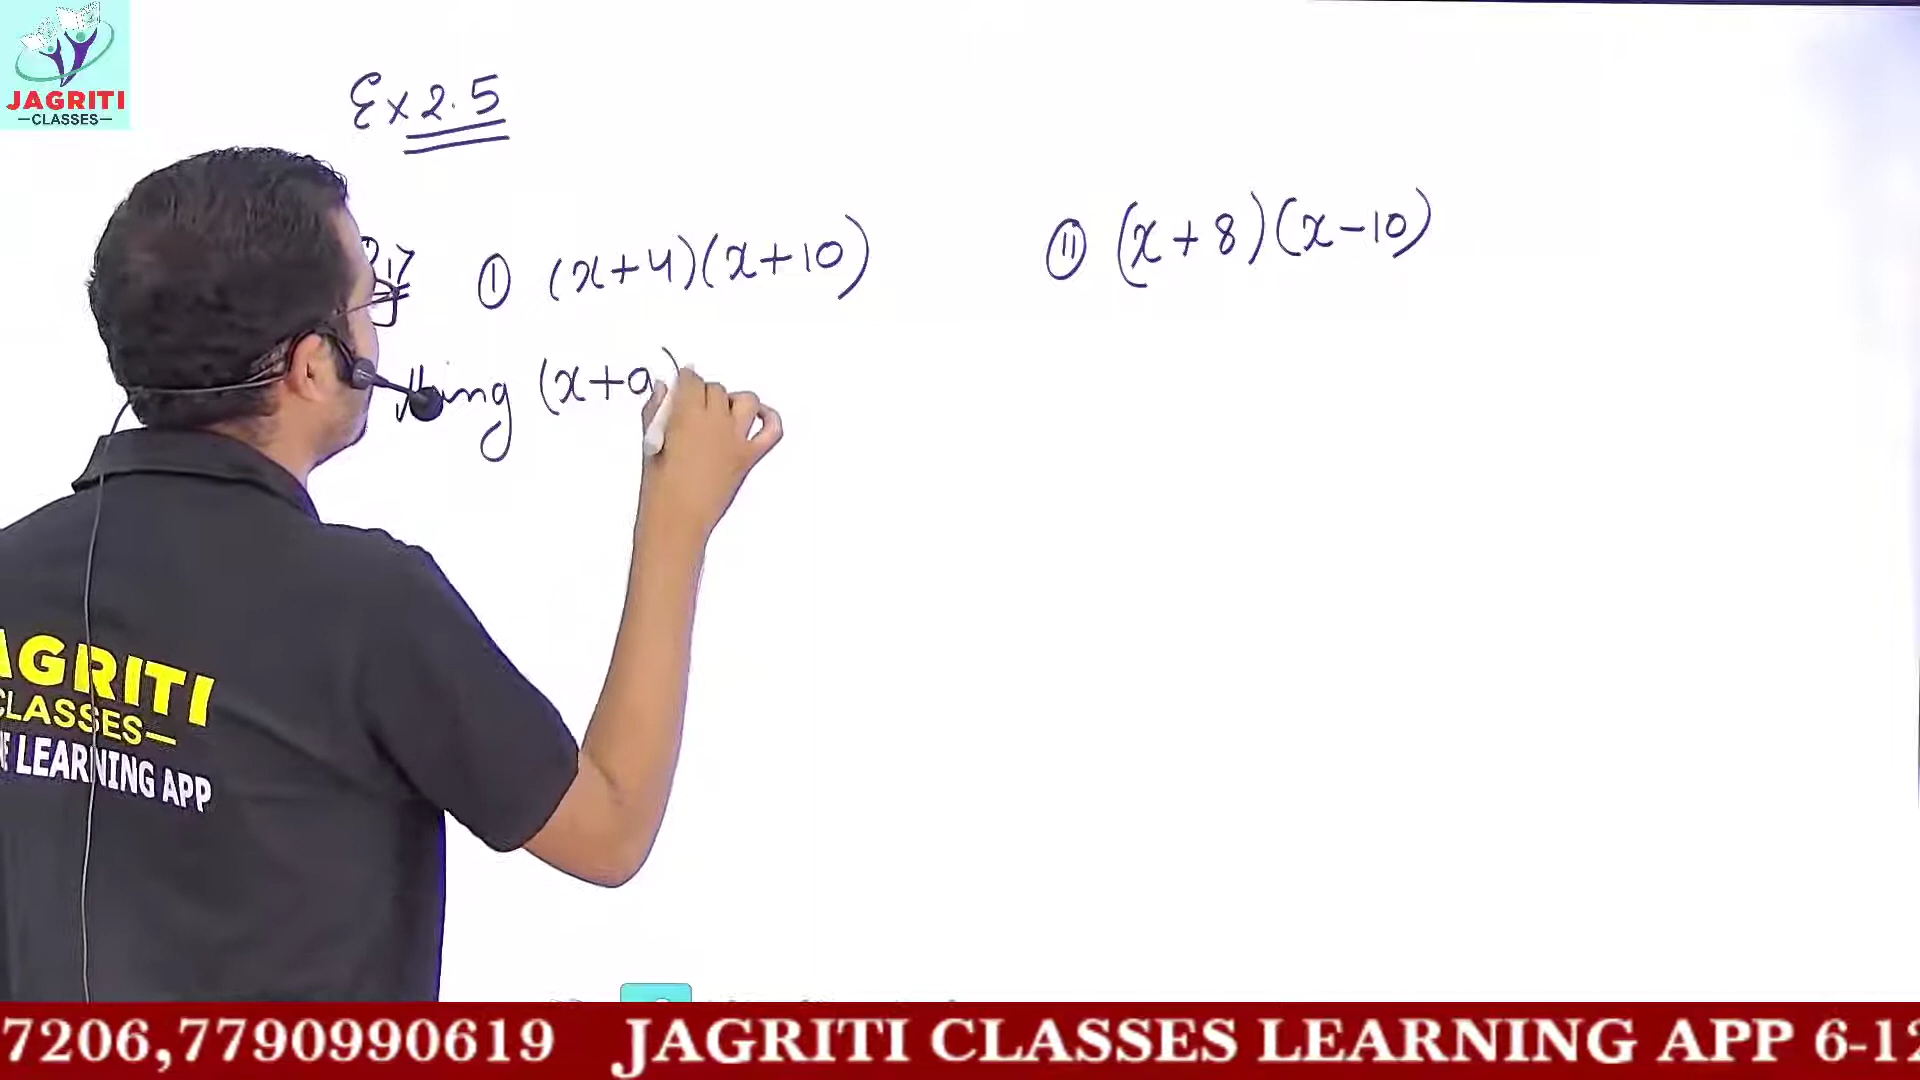 JAGRITI
—CLASSES—
Ex 2.5
① (x+4)(x+10)
⑪ (x+8)(x-10)
(x+a)
AGRITI
CLASSES—
LEARNING APP
7206,7790990619 JAGRITI CLASSES LEARNING APP 6-12